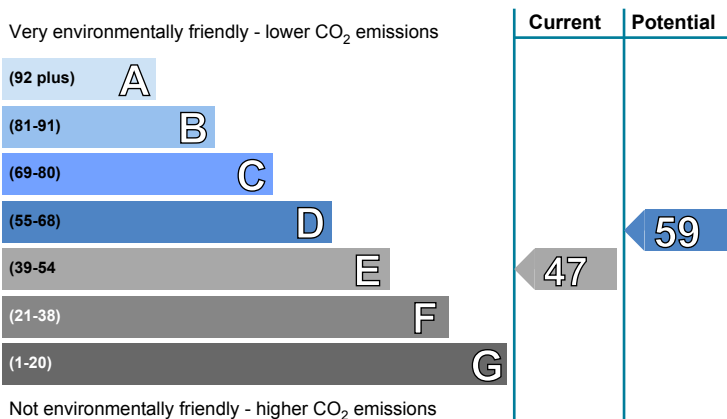 Current Potential
Very environmentally friendly - lower CO2 emissions
(92 plus) A
(81-91) B
(69-80) C
(55-68) D
59
(39-54 E
47
(21-38) F
(1-20) G
Not environmentally friendly - higher CO2 emissions